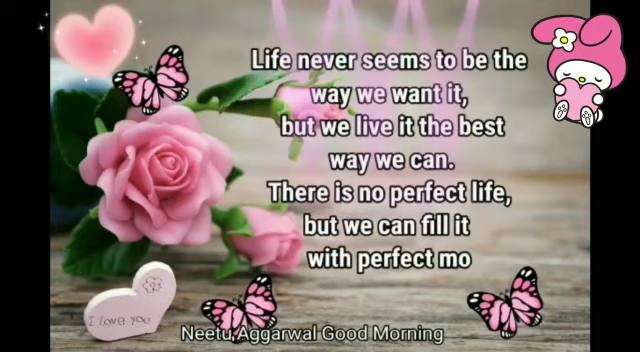 Life never seems to be the
way we want it,
but we live it the best
way we can.
There is no perfect life,
but we can fill it
with perfect mo
I love you
Neetu Aggarwal Good Morning